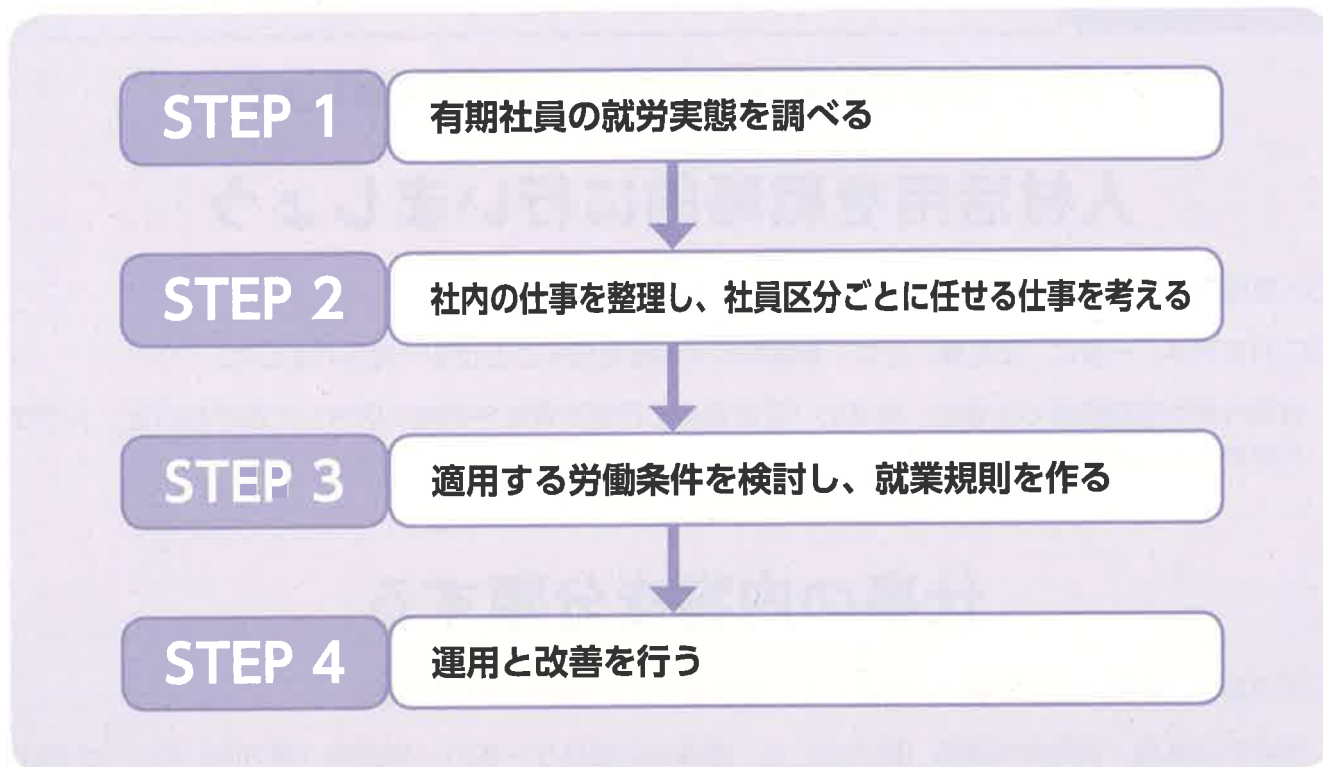 STEP 1
有期社員の就労実態を調べる
STEP 2
社内の仕事を整理し、社員区分ごとに任せる仕事を考える
STEP 3
適用する労働条件を検討し、就業規則を作る
STEP 4
運用と改善を行う